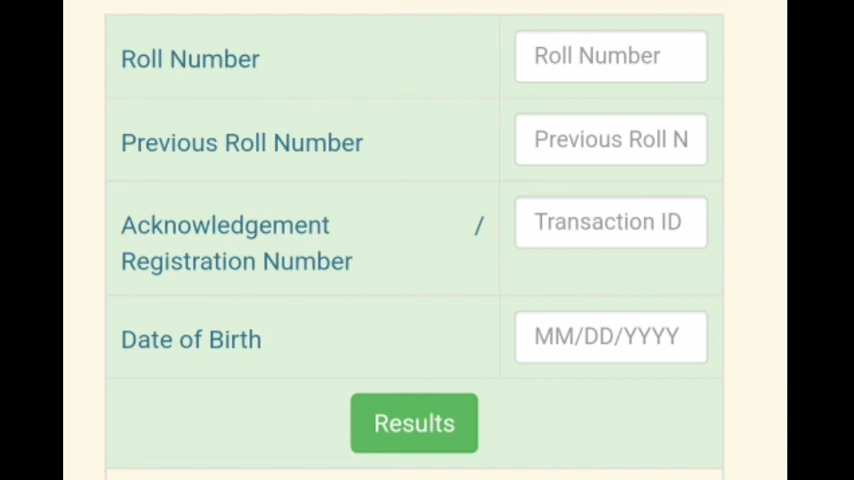 Roll Number
Roll Number
Previous Roll Number
Previous Roll N
Acknowledgement /
Registration Number
Transaction ID
Date of Birth
MM/DD/YYYY
Results